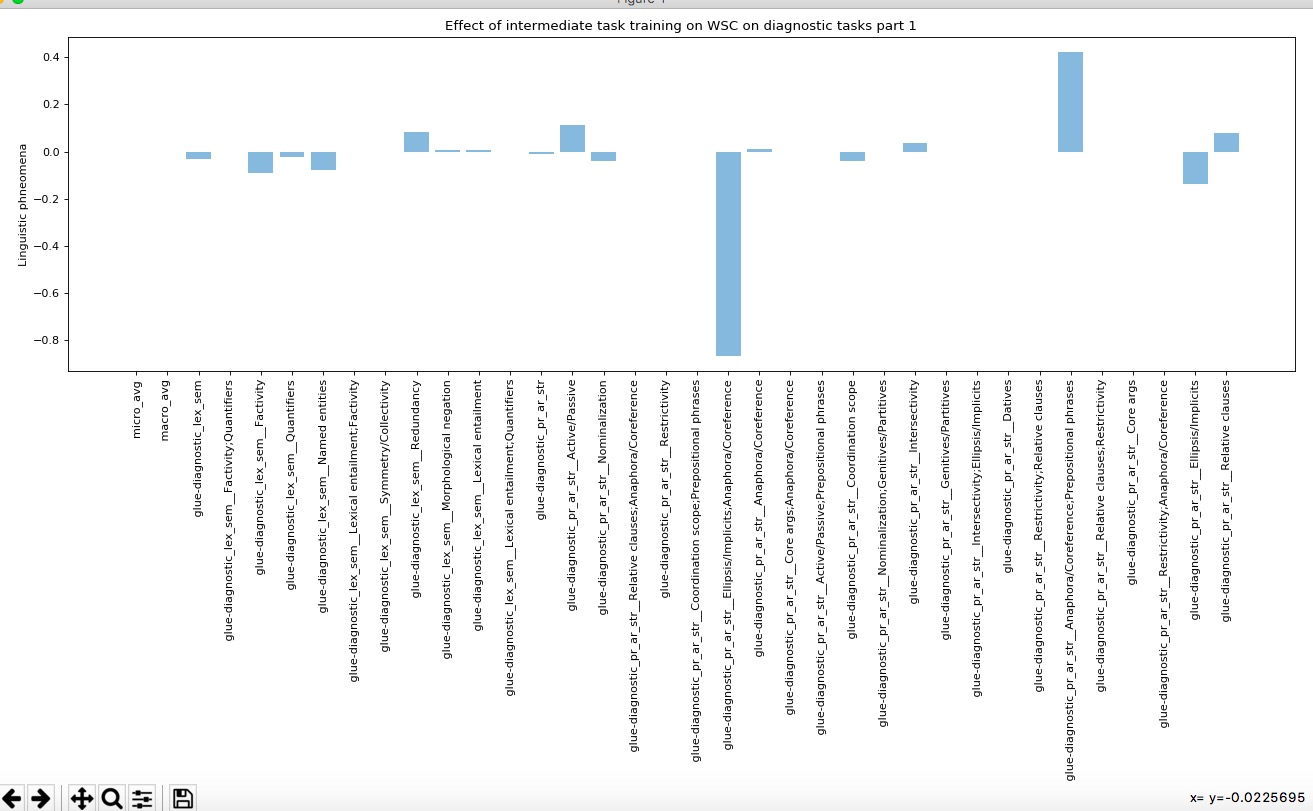 Effect of intermediate task training on WSC on diagnostic tasks part 1
Linguistic phneomena
0.4
0.2
0.0
−0.2
−0.4
−0.6
−0.8
micro_avg
macro_avg
glue-diagnostic_lex_sem
glue-diagnostic_lex_sem__Factivity;Quantifiers
glue-diagnostic_lex_sem__Factivity
glue-diagnostic_lex_sem__Quantifiers
glue-diagnostic_lex_sem__Named entities
glue-diagnostic_lex_sem__Lexical entailment;Factivity
glue-diagnostic_lex_sem__Symmetry/Collectivity
glue-diagnostic_lex_sem__Redundancy
glue-diagnostic_lex_sem__Morphological negation
glue-diagnostic_lex_sem__Lexical entailment
glue-diagnostic_lex_sem__Lexical entailment;Quantifiers
glue-diagnostic_pr_ar_str
glue-diagnostic_pr_ar_str__Active/Passive
glue-diagnostic_pr_ar_str__Nominalization
glue-diagnostic_pr_ar_str__Relative clauses;Anaphora/Coreference
glue-diagnostic_pr_ar_str__Restrictivity
glue-diagnostic_pr_ar_str__Coordination scope;Prepositional phrases
glue-diagnostic_pr_ar_str__Ellipsis/Implicits;Anaphora/Coreference
glue-diagnostic_pr_ar_str__Anaphora/Coreference
glue-diagnostic_pr_ar_str__Core args;Anaphora/Coreference
glue-diagnostic_pr_ar_str__Active/Passive;Prepositional phrases
glue-diagnostic_pr_ar_str__Coordination scope
glue-diagnostic_pr_ar_str__Nominalization;Genitives/Partitives
glue-diagnostic_pr_ar_str__Intersectivity
glue-diagnostic_pr_ar_str__Genitives/Partitives
glue-diagnostic_pr_ar_str__Intersectivity;Ellipsis/Implicits
glue-diagnostic_pr_ar_str__Datives
glue-diagnostic_pr_ar_str__Restrictivity;Relative clauses
glue-diagnostic_pr_ar_str__Anaphora/Coreference;Prepositional phrases
glue-diagnostic_pr_ar_str__Relative clauses;Restrictivity
glue-diagnostic_pr_ar_str__Core args
glue-diagnostic_pr_ar_str__Restrictivity;Anaphora/Coreference
glue-diagnostic_pr_ar_str__Ellipsis/Implicits
glue-diagnostic_pr_ar_str__Relative clauses
x= y=-0.0225695